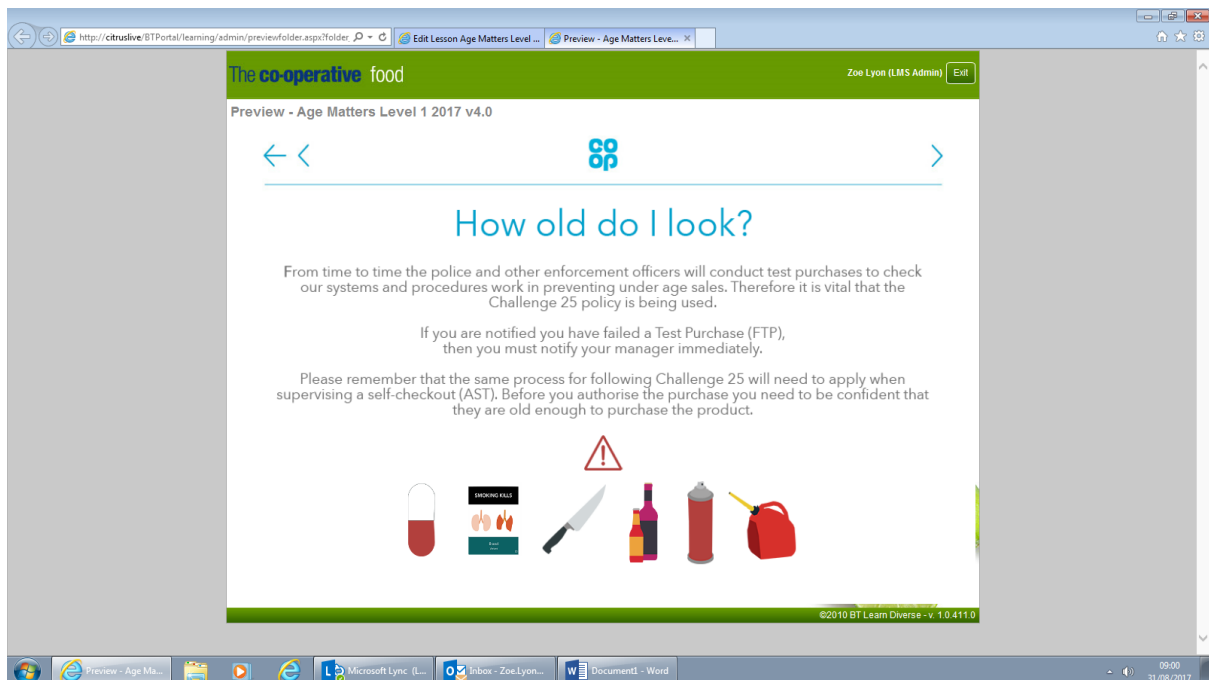 http://citruslive/BTPortal/learning/admin/previewfolder.aspx?folder
Edit Lesson Age Matters Level ...
Preview - Age Matters Leve...
The co-operative food
Zoe Lyon (LMS Admin)
Exit
Preview - Age Matters Level 1 2017 v4.0
CO
OP
How old do I look?
From time to time the police and other enforcement officers will conduct test purchases to check
our systems and procedures work in preventing under age sales. Therefore it is vital that the
Challenge 25 policy is being used.
If you are notified you have failed a Test Purchase (FTP),
then you must notify your manager immediately.
Please remember that the same process for following Challenge 25 will need to apply when
supervising a self-checkout (AST). Before you authorise the purchase you need to be confident that
they are old enough to purchase the product.
SMOKING KILLS
Brand
©2010 BT Learn Diverse - v. 1.0.411.0
Preview - Age Ma...
Microsoft Lync (L...
Inbox - Zoe.Lyon...
Document1 - Word
09:00
31/08/2017